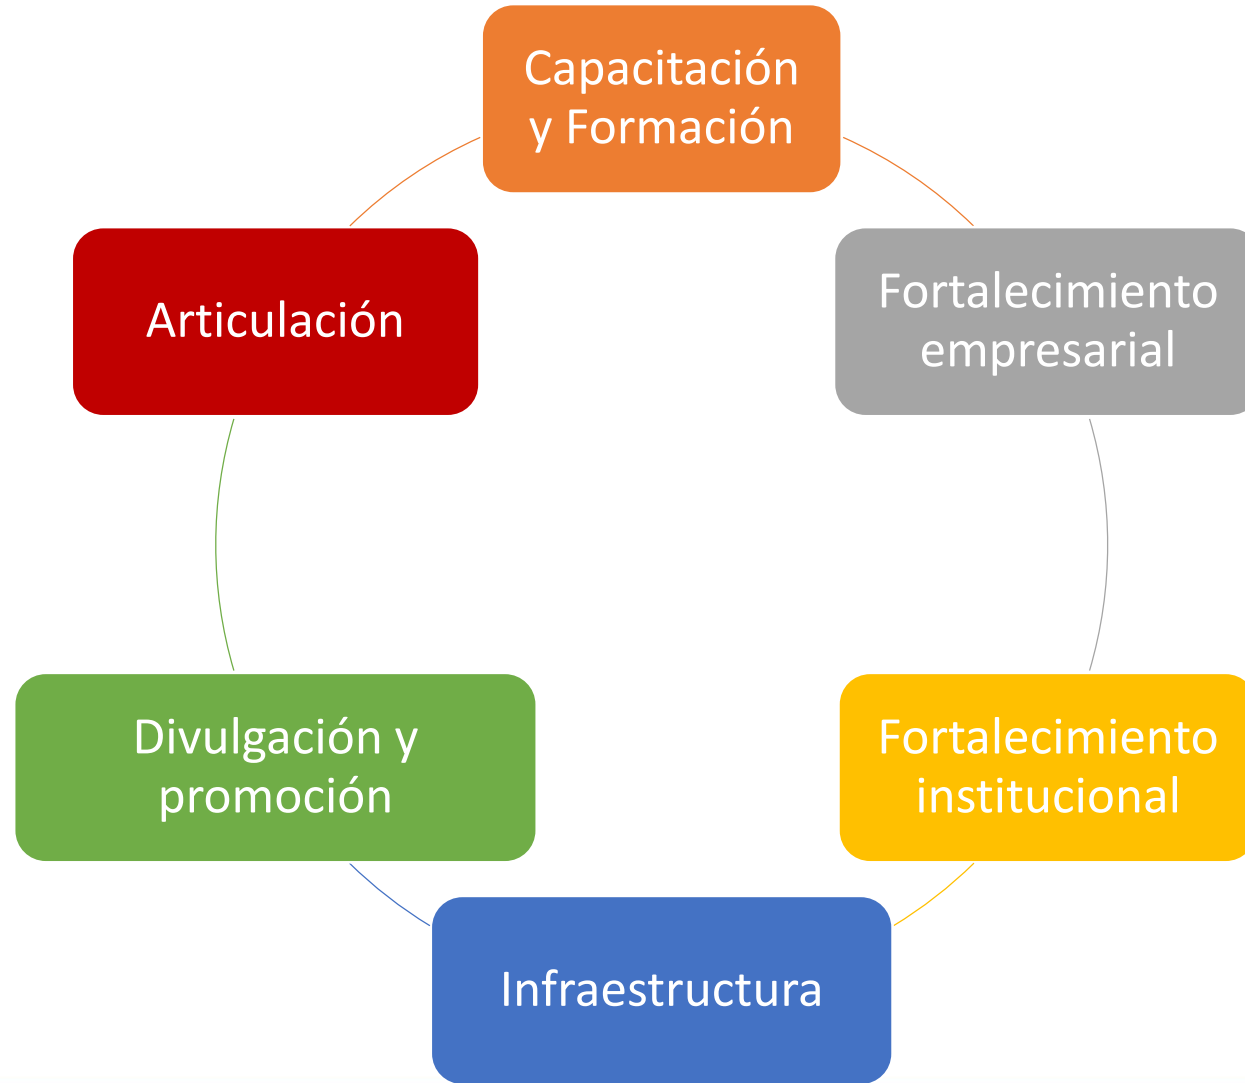 Capacitación
y Formación
Articulación
Fortalecimiento
empresarial
Divulgación y
promoción
Fortalecimiento
institucional
Infraestructura